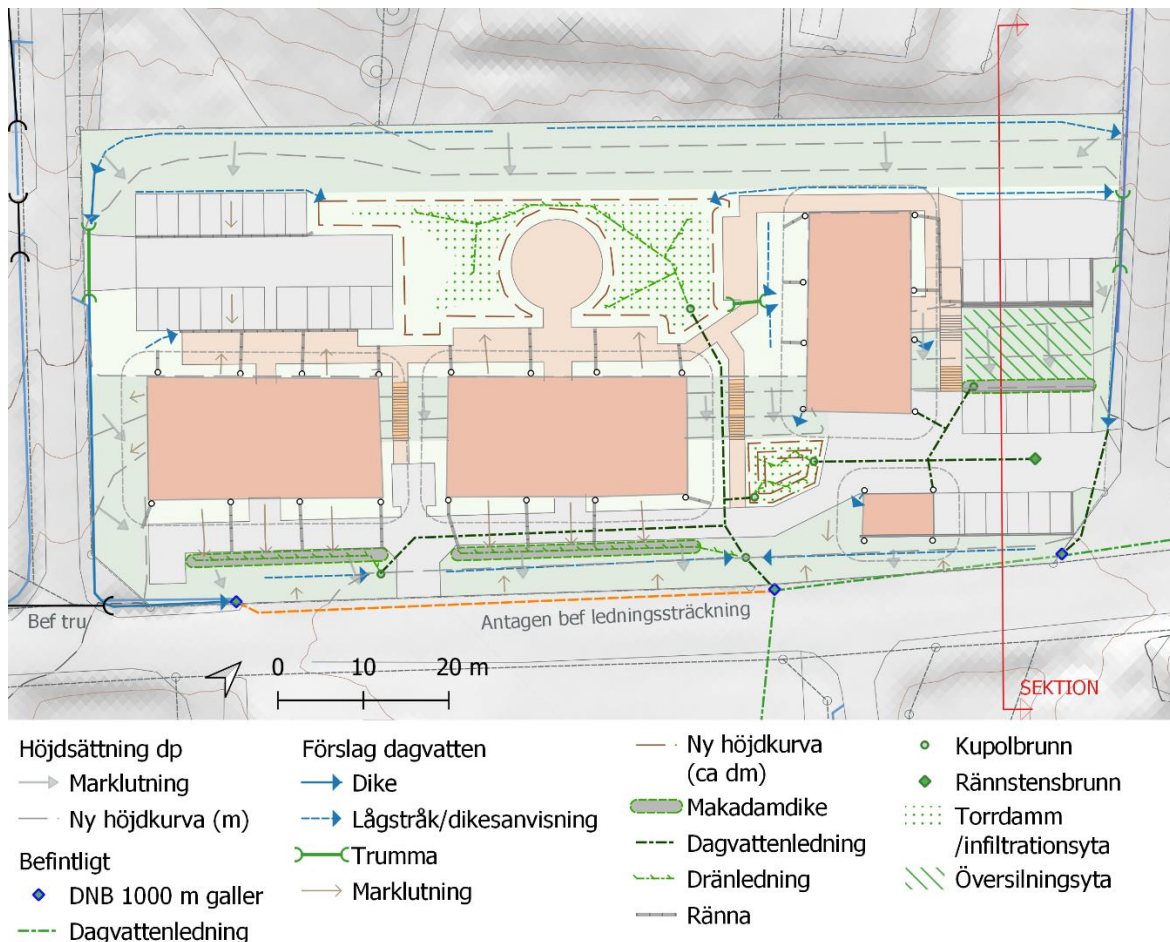 Bef tru
Antagen bef ledningssträckning
0 10 20 m
SEKTION
Höjdsättning dp
Marklutning
Ny höjdkurva (m)
Befintligt
DNB 1000 m galler
Dagvattenledning
Förslag dagvatten
Dike
Lågstråk/dikesanvisning
Trumma
Marklutning
Ny höjdkurva
(ca dm)
Makadamdike
Dagvattenledning
Dränledning
Ränna
Kupolbrunn
Rännstensbrunn
Torrdamm
/infiltrationsyta
Översilningsyta